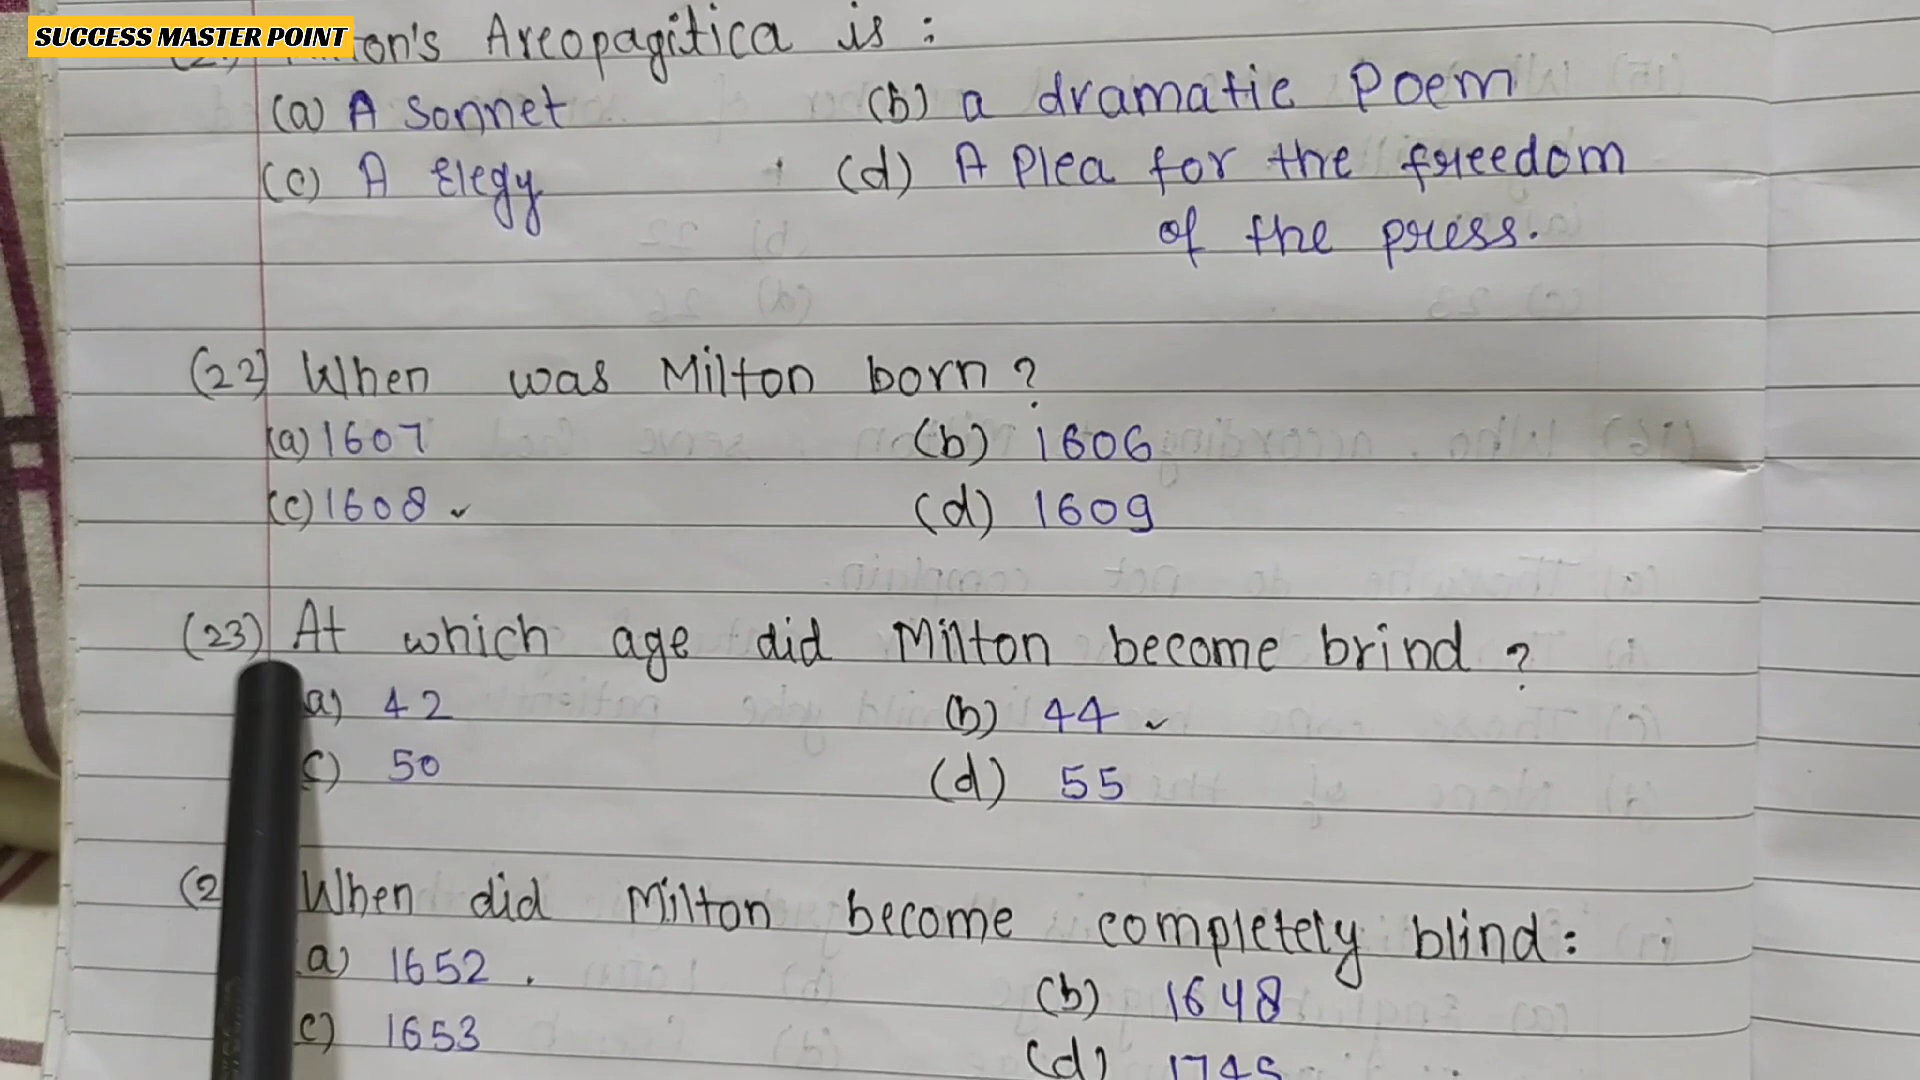 SUCCESS MASTER POINT
on's Areopagitica is :
(a) A Sonnet (b) a dramatic Poem
(c) A Elegy (d) A Plea for the freedom
of the press.
(22) When was Milton born ?
(a) 1607 (b) 1606
(c) 1608 ✓ (d) 1609
(23) At which age did Milton become brind ?
a) 42 (b) 44 ✓
c) 50 (d) 55
(2 When did Milton become completely blind :
a) 1652 . (b) 1648
c) 1653 (d)